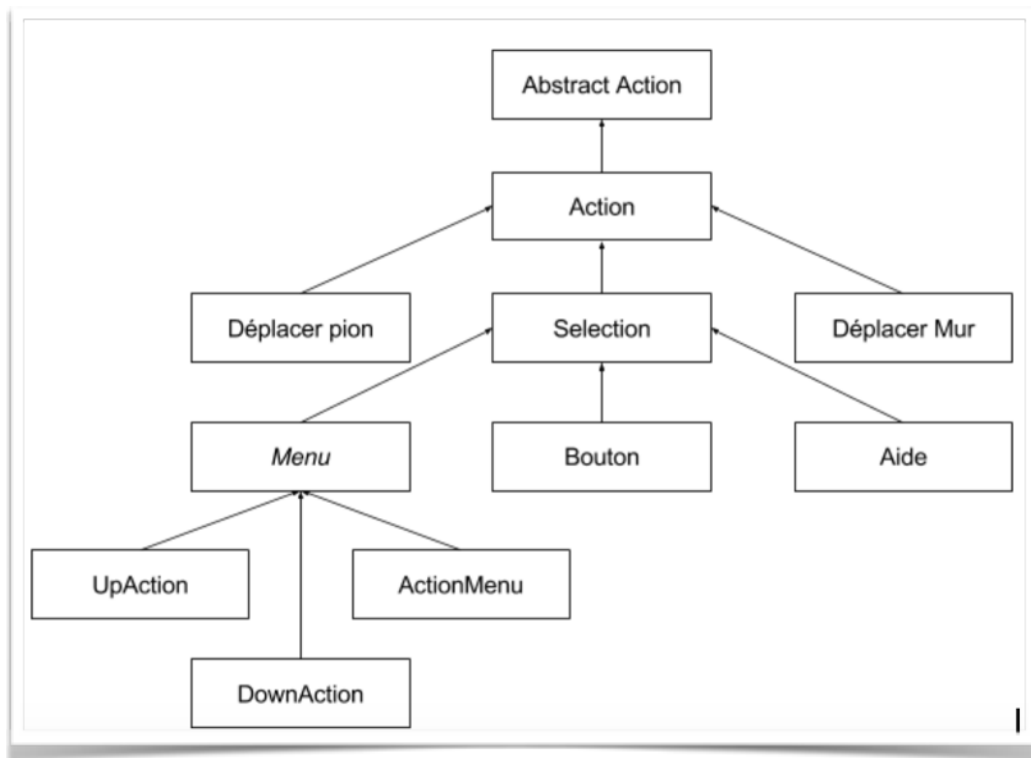 Abstract Action
Action
Déplacer pion
Selection
Déplacer Mur
Menu
Bouton
Aide
UpAction
ActionMenu
DownAction